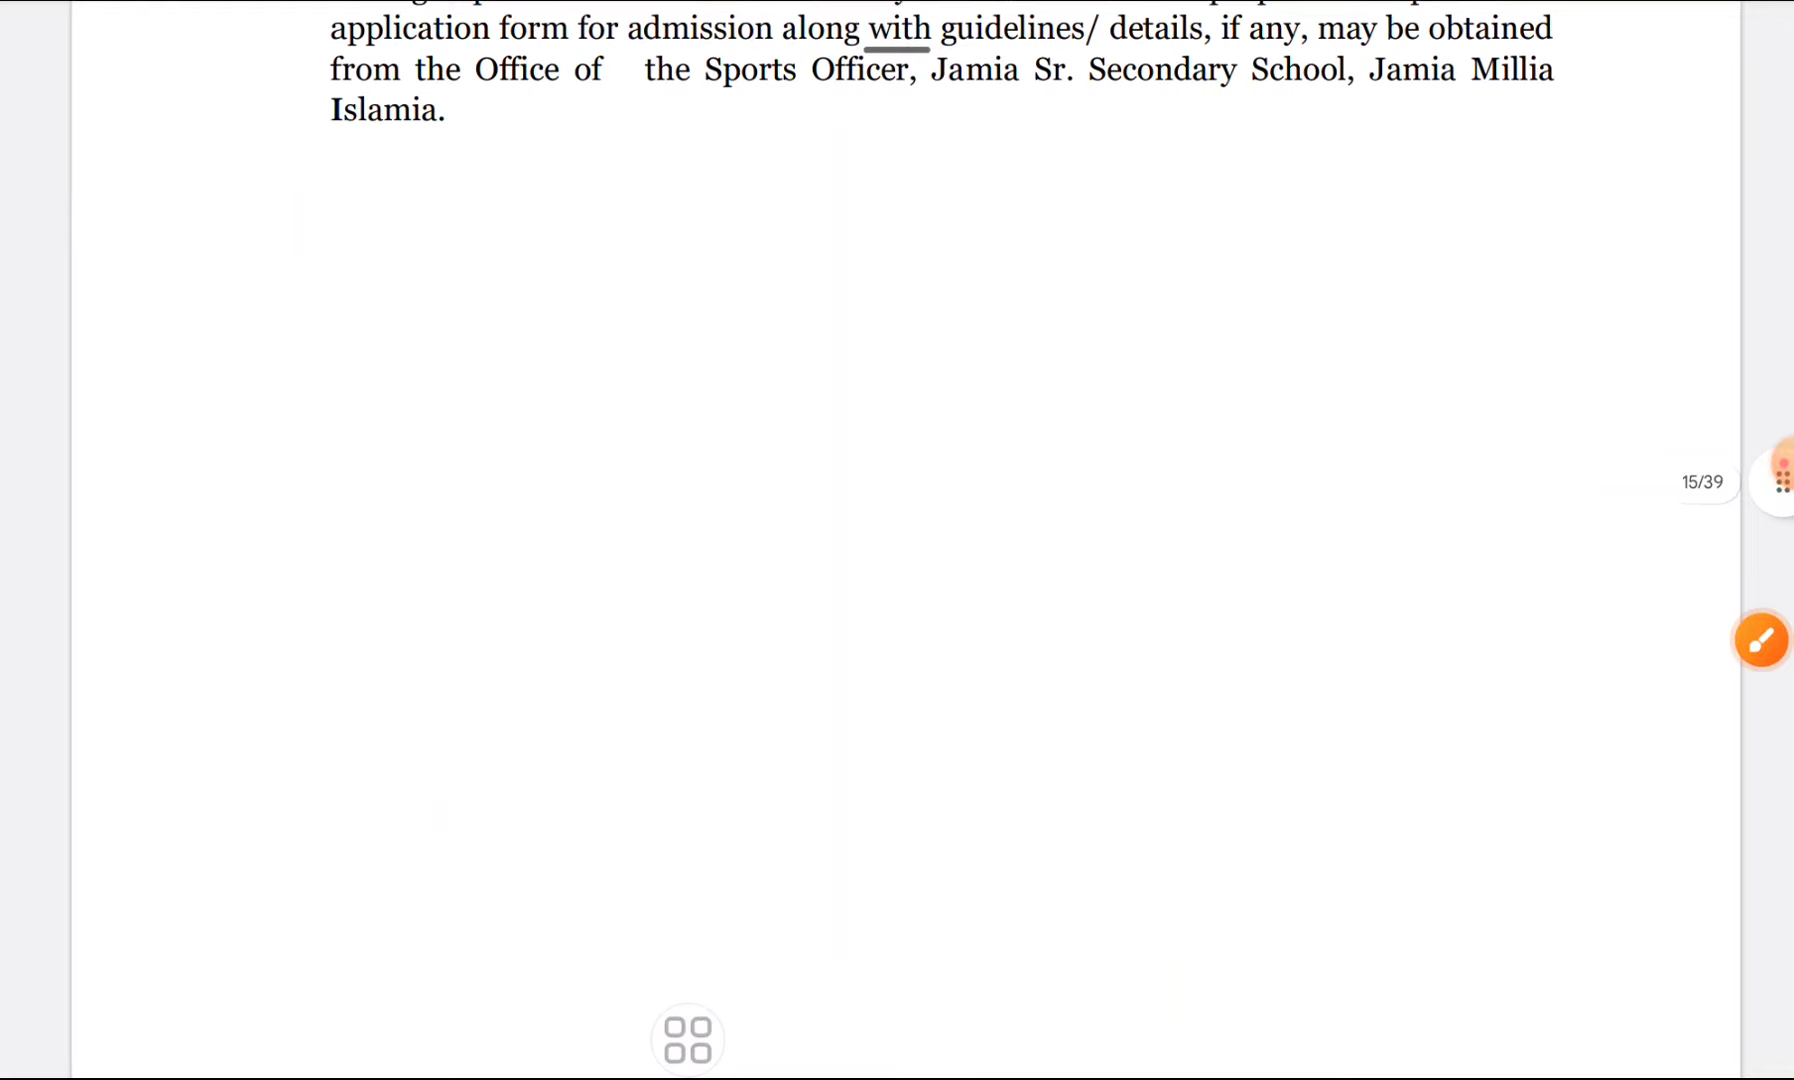 application form for admission along with guidelines/ details, if any, may be obtained
from the Office of the Sports Officer, Jamia Sr. Secondary School, Jamia Millia
Islamia.
15/39